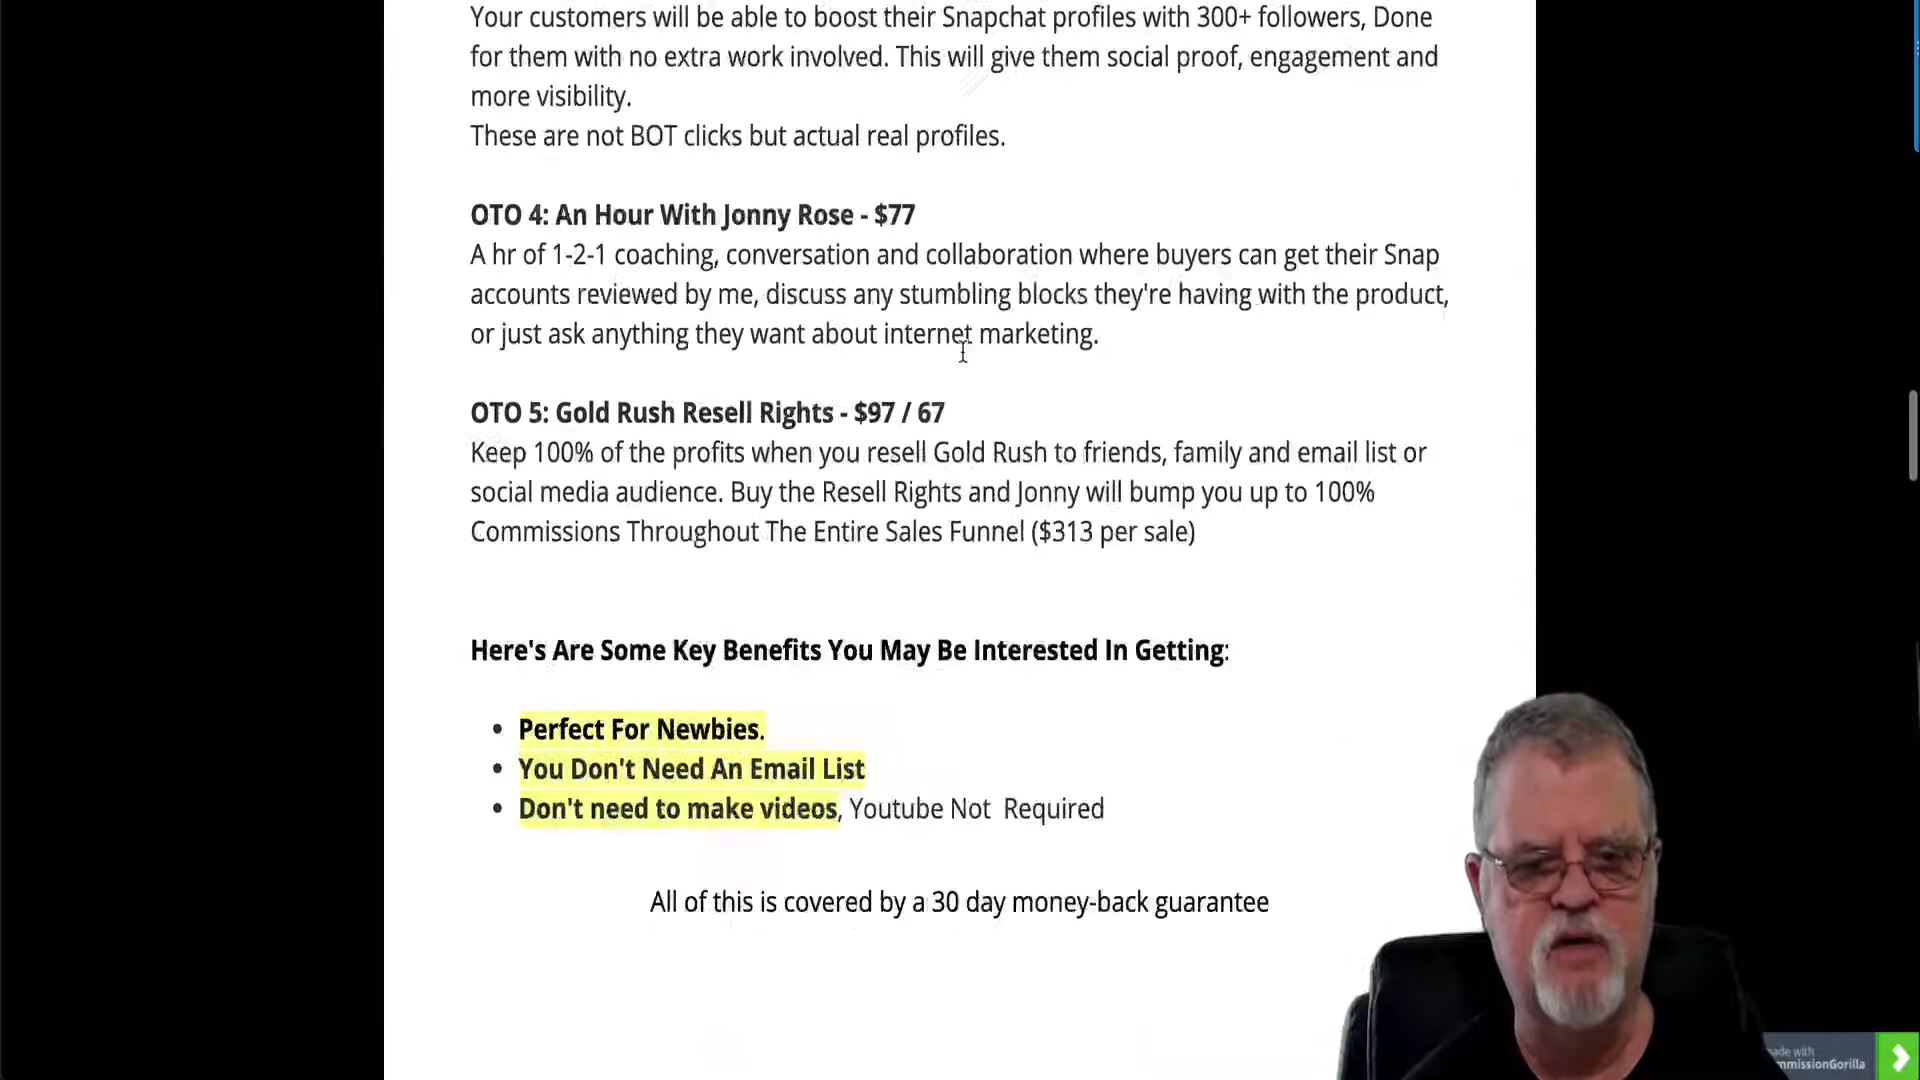 Your customers will be able to boost their Snapchat profiles with 300+ followers, Done
for them with no extra work involved. This will give them social proof, engagement and
more visibility.
These are not BOT clicks but actual real profiles.
OTO 4: An Hour With Jonny Rose - $77
A hr of 1-2-1 coaching, conversation and collaboration where buyers can get their Snap
accounts reviewed by me, discuss any stumbling blocks they're having with the product,
or just ask anything they want about internet marketing.
OTO 5: Gold Rush Resell Rights - $97 / 67
Keep 100% of the profits when you resell Gold Rush to friends, family and email list or
social media audience. Buy the Resell Rights and Jonny will bump you up to 100%
Commissions Throughout The Entire Sales Funnel ($313 per sale)
Here's Are Some Key Benefits You May Be Interested In Getting:
• Perfect For Newbies.
• You Don't Need An Email List
• Don't need to make videos, Youtube Not  Required
All of this is covered by a 30 day money-back guarantee
ade with
mmissionGorilla